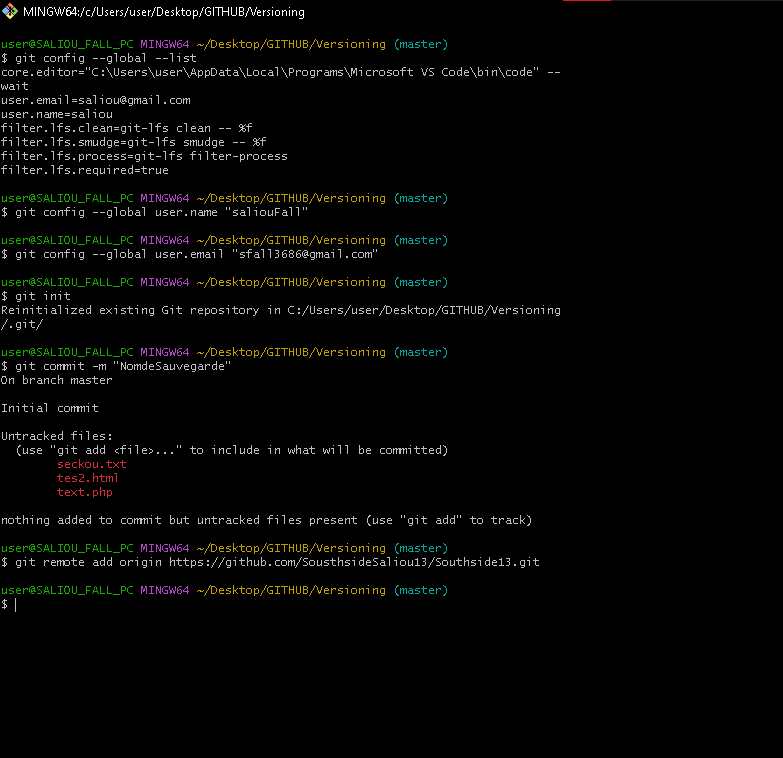 MINGW64:/c/Users/user/Desktop/GITHUB/Versioning
user@SALIOU_FALL_PC MINGW64 ~/Desktop/GITHUB/Versioning (master)
$ git config --global --list
core.editor="C:\Users\user\AppData\Local\Programs\Microsoft VS Code\bin\code" --
wait
user.email=saliou@gmail.com
user.name=saliou
filter.lfs.clean=git-lfs clean -- %f
filter.lfs.smudge=git-lfs smudge -- %f
filter.lfs.process=git-lfs filter-process
filter.lfs.required=true
user@SALIOU_FALL_PC MINGW64 ~/Desktop/GITHUB/Versioning (master)
$ git config --global user.name "saliouFall"
user@SALIOU_FALL_PC MINGW64 ~/Desktop/GITHUB/Versioning (master)
$ git config --global user.email "sfall3686@gmail.com"
user@SALIOU_FALL_PC MINGW64 ~/Desktop/GITHUB/Versioning (master)
$ git init
Reinitialized existing Git repository in C:/Users/user/Desktop/GITHUB/Versioning
/.git/
user@SALIOU_FALL_PC MINGW64 ~/Desktop/GITHUB/Versioning (master)
$ git commit -m "NomdeSauvegarde"
On branch master
Initial commit
Untracked files:
(use "git add <file>..." to include in what will be committed)
seckou.txt
tes2.html
text.php
nothing added to commit but untracked files present (use "git add" to track)
user@SALIOU_FALL_PC MINGW64 ~/Desktop/GITHUB/Versioning (master)
$ git remote add origin https://github.com/SousthsideSaliou13/Southside13.git
user@SALIOU_FALL_PC MINGW64 ~/Desktop/GITHUB/Versioning (master)
$